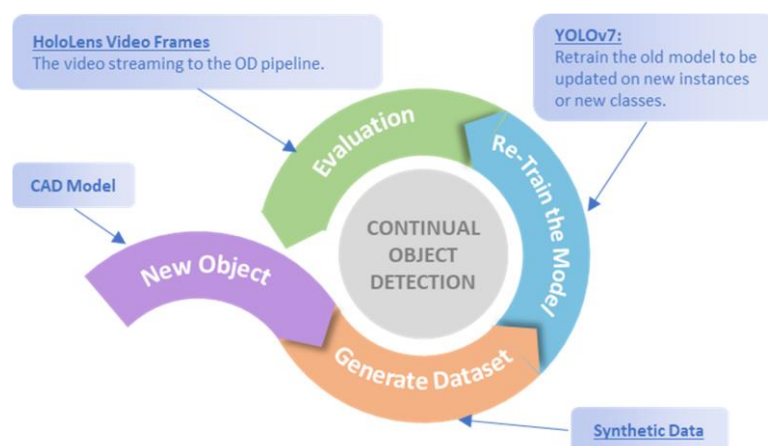 HoloLens Video Frames
The video streaming to the OD pipeline.
YOLOv7:
Retrain the old model to be
updated on new instances
or new classes.
Evaluation
Re-Train the Model
CAD Model
New Object
CONTINUAL
OBJECT
DETECTION
Generate Dataset
Synthetic Data